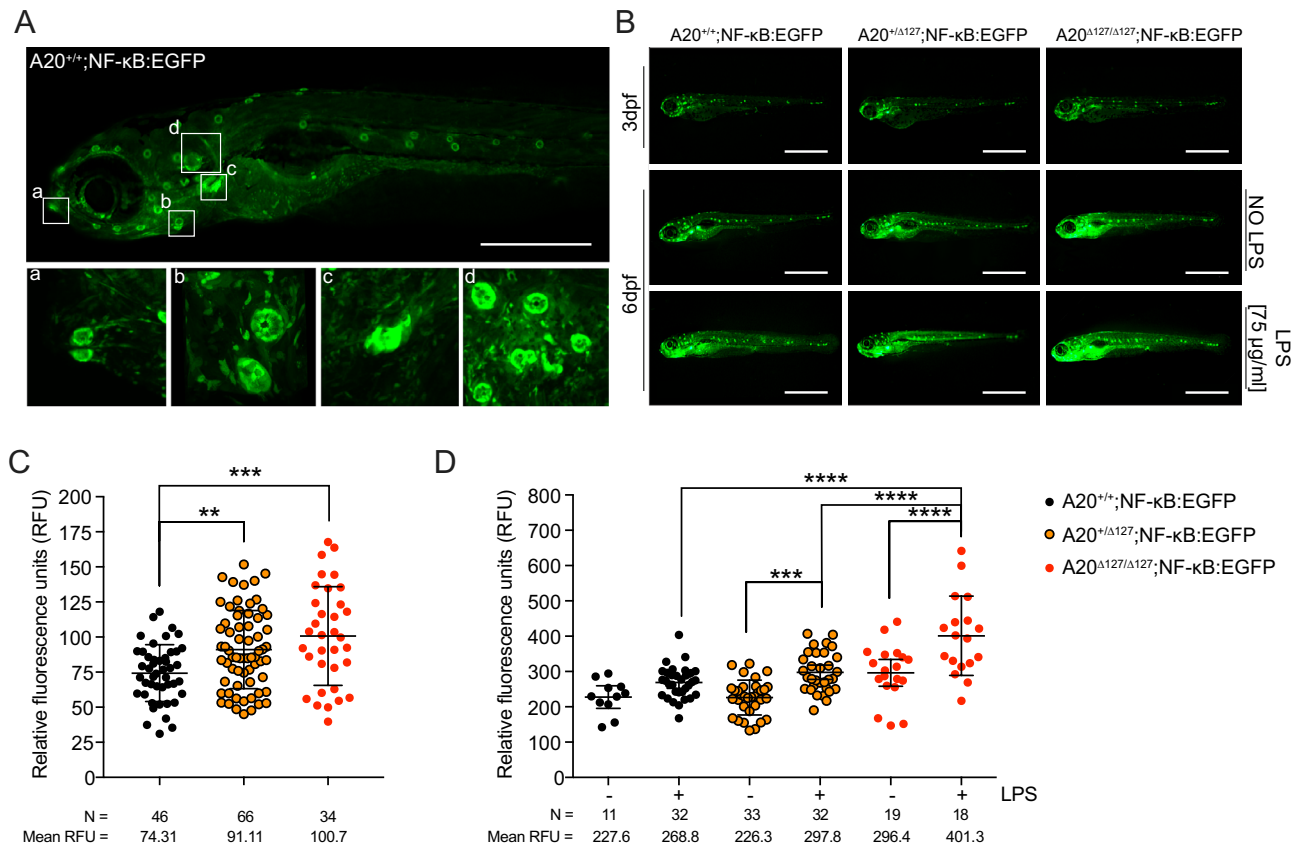 A
A20+/+;NF-κB:EGFP
d
c
a
b
a
b
c
d
B
A20+/+;NF-κB:EGFP
A20+/Δ127;NF-κB:EGFP
A20Δ127/Δ127;NF-κB:EGFP
3dpf
6dpf
NO LPS
LPS
[75 µg/ml]
C
Relative fluorescence units (RFU)
200
175
150
125
100
75
50
25
0
***
**
N = 46 66 34
Mean RFU = 74.31 91.11 100.7
D
Relative fluorescence units (RFU)
800
700
600
500
400
300
200
100
0
****
****
****
***
- + - + - + LPS
N = 11 32 33 32 19 18
Mean RFU = 227.6 268.8 226.3 297.8 296.4 401.3
A20+/+;NF-κB:EGFP
A20+/Δ127;NF-κB:EGFP
A20Δ127/Δ127;NF-κB:EGFP